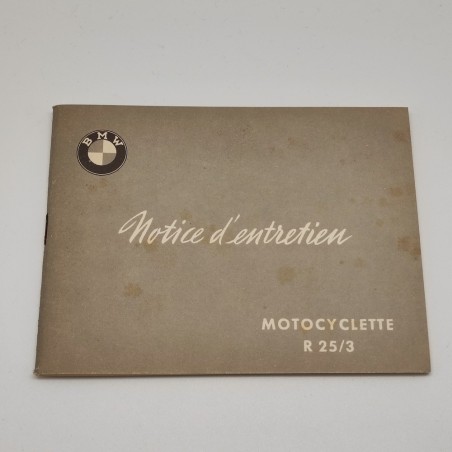 BMW
Notice d'entretien
MOTOCYCLETTE
R 25/3